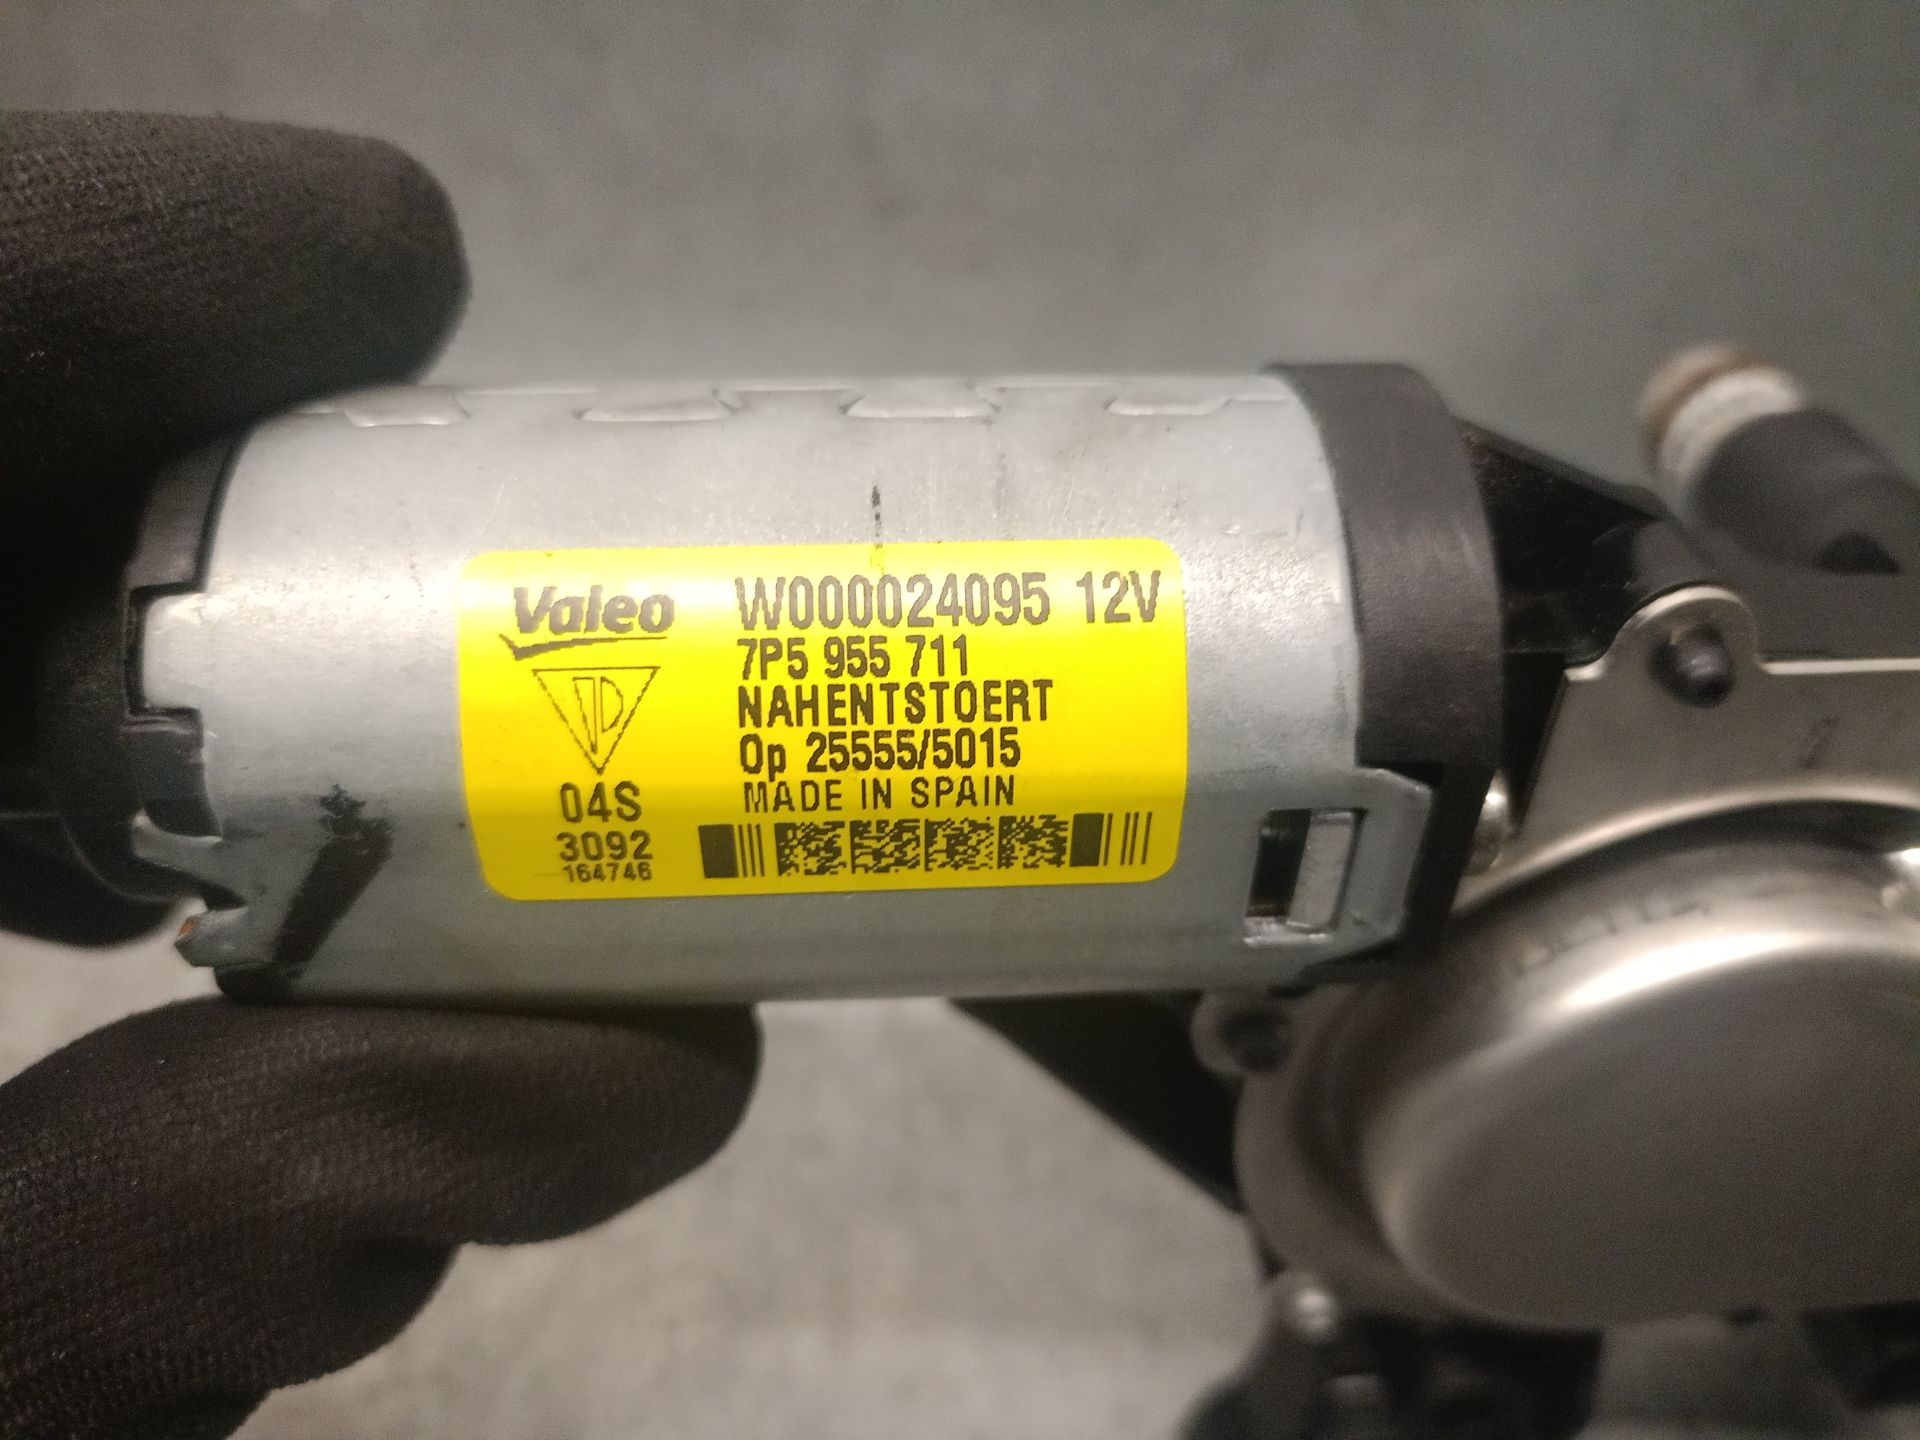 Valeo
W000024095 12V
7P5 955 711
NAHENTSTOERT
Op 25555/5015
MADE IN SPAIN
04S
3092
164746